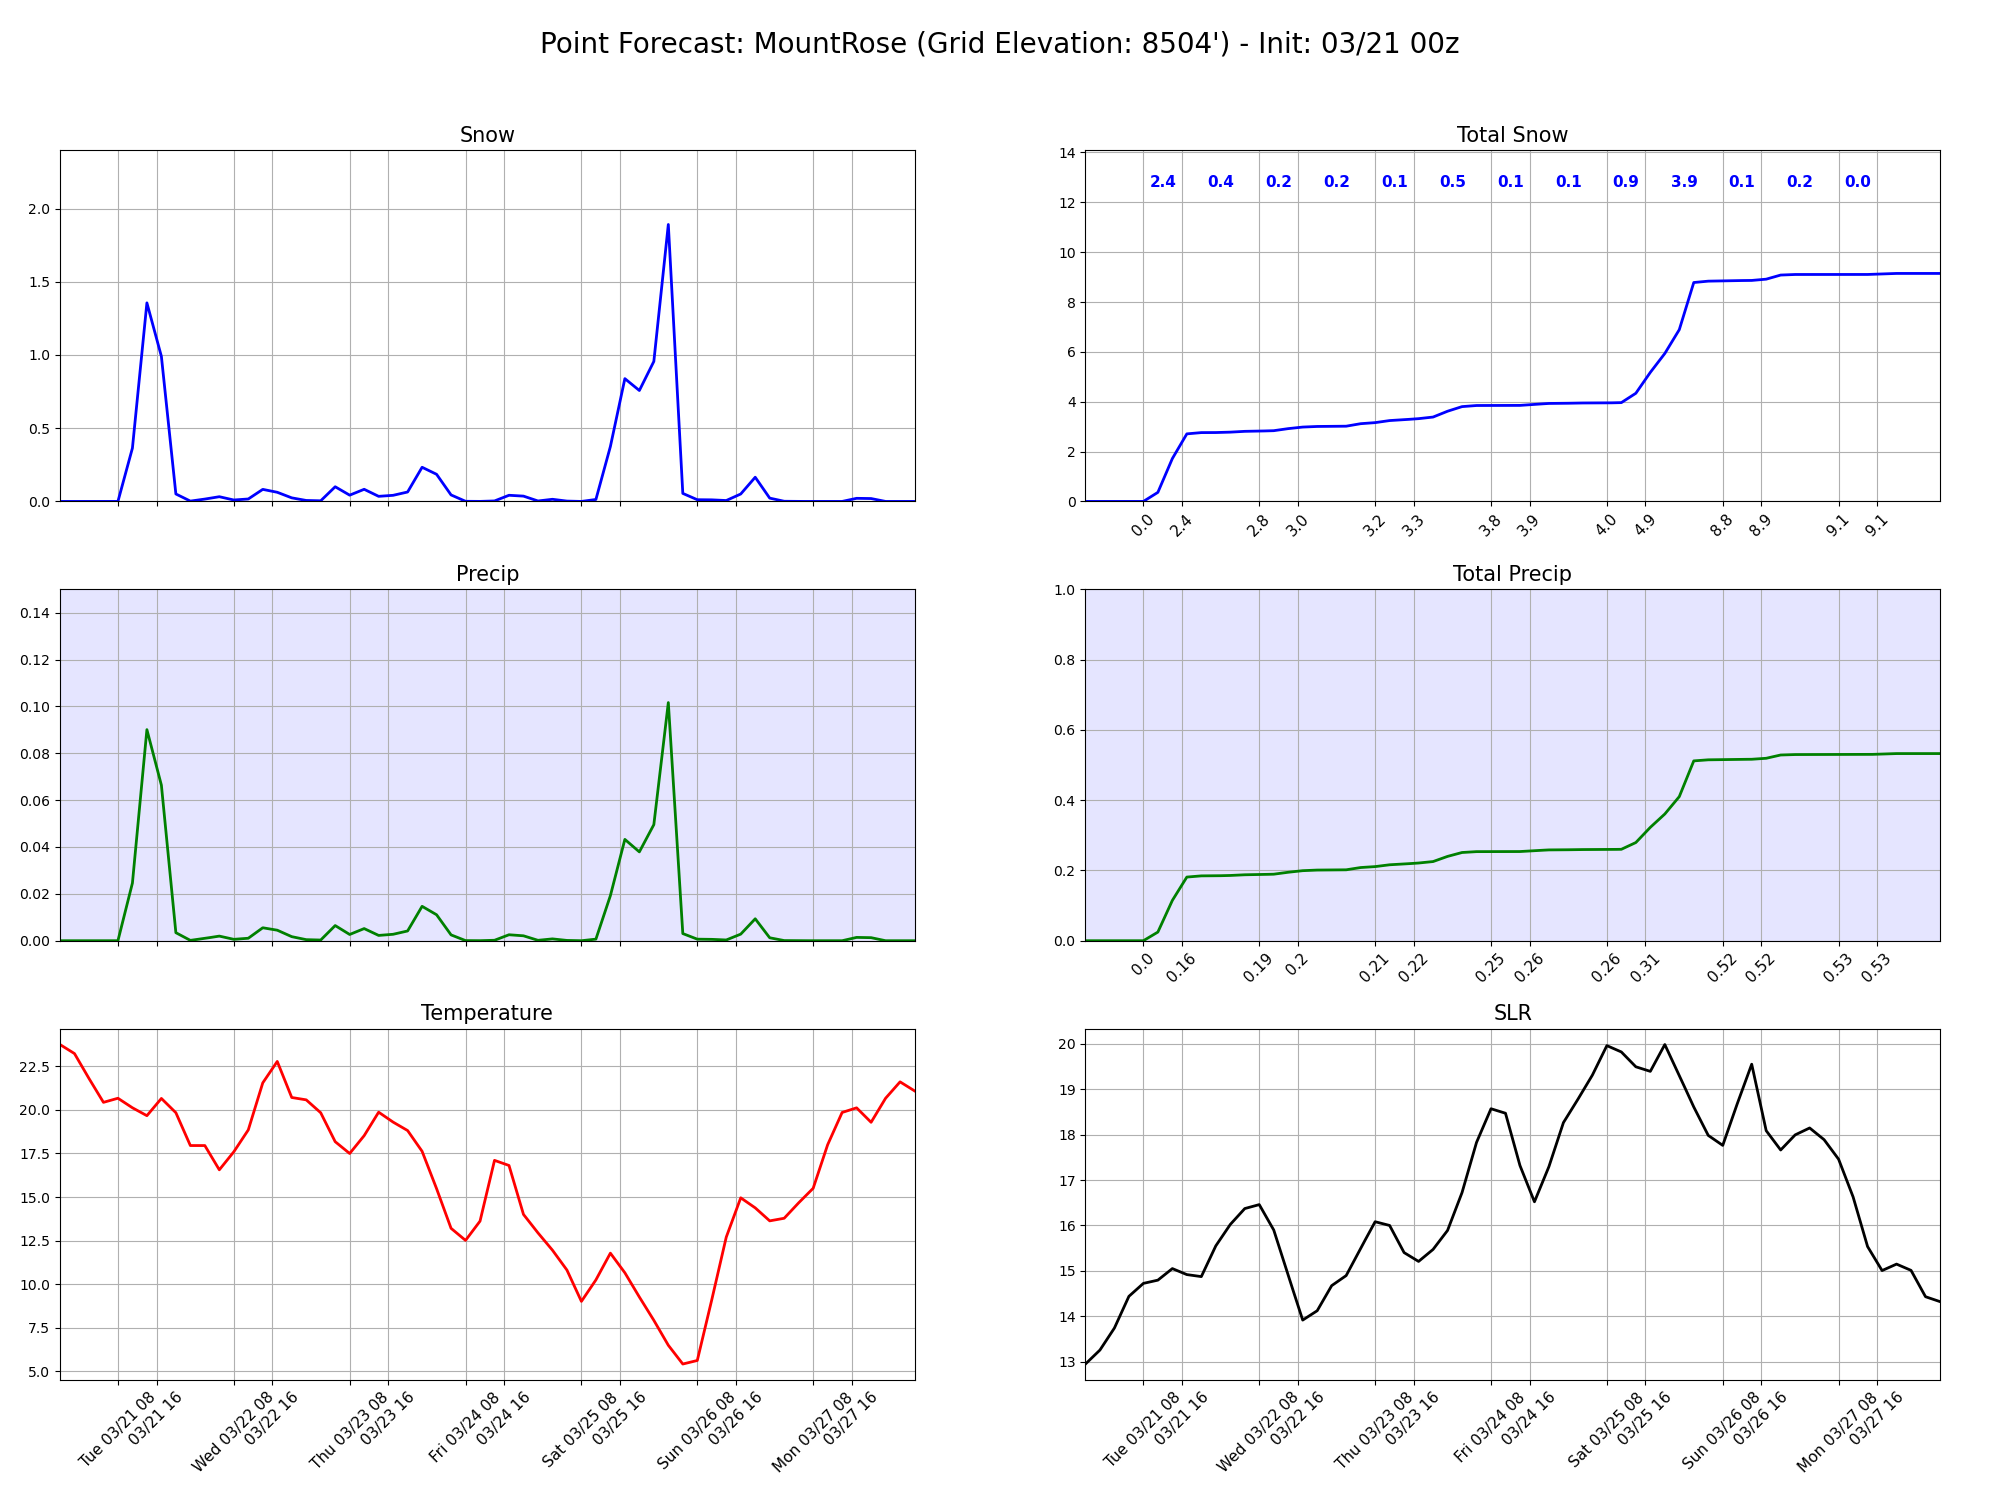 Point Forecast: MountRose (Grid Elevation: 8504') - Init: 03/21 00z
Snow
2.0
1.5
1.0
0.5
0.0
Total Snow
14
12
10
8
6
4
2
0
2.4 0.4 0.2 0.2 0.1 0.5 0.1 0.1 0.9 3.9 0.1 0.2 0.0
0.0 2.4 2.8 3.0 3.2 3.3 3.8 3.9 4.0 4.9 8.8 8.9 9.1 9.1
Precip
0.14
0.12
0.10
0.08
0.06
0.04
0.02
0.00
Total Precip
1.0
0.8
0.6
0.4
0.2
0.0
0.0 0.16 0.19 0.2 0.21 0.22 0.25 0.26 0.26 0.31 0.52 0.52 0.53 0.53
Temperature
22.5
20.0
17.5
15.0
12.5
10.0
7.5
5.0
Tue 03/21 08
03/21 16
Wed 03/22 08
03/22 16
Thu 03/23 08
03/23 16
Fri 03/24 08
03/24 16
Sat 03/25 08
03/25 16
Sun 03/26 08
03/26 16
Mon 03/27 08
03/27 16
SLR
20
19
18
17
16
15
14
13
Tue 03/21 08
03/21 16
Wed 03/22 08
03/22 16
Thu 03/23 08
03/23 16
Fri 03/24 08
03/24 16
Sat 03/25 08
03/25 16
Sun 03/26 08
03/26 16
Mon 03/27 08
03/27 16